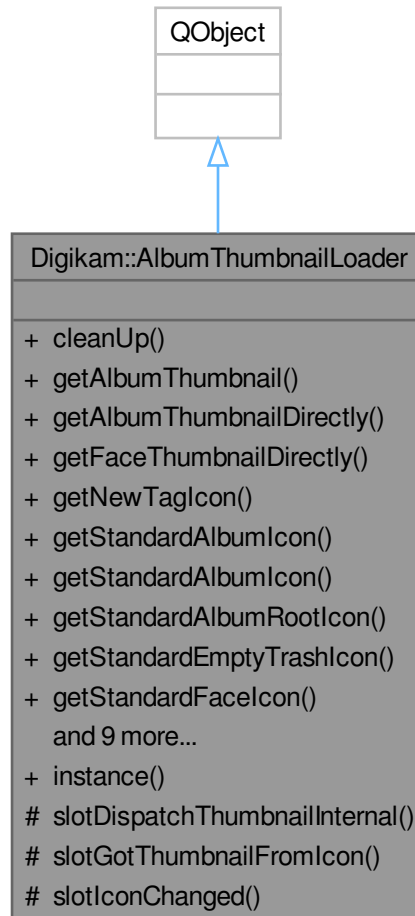 QObject
Digikam::AlbumThumbnailLoader
+ cleanUp()
+ getAlbumThumbnail()
+ getAlbumThumbnailDirectly()
+ getFaceThumbnailDirectly()
+ getNewTagIcon()
+ getStandardAlbumIcon()
+ getStandardAlbumIcon()
+ getStandardAlbumRootIcon()
+ getStandardEmptyTrashIcon()
+ getStandardFaceIcon()
and 9 more...
+ instance()
# slotDispatchThumbnailInternal()
# slotGotThumbnailFromIcon()
# slotIconChanged()